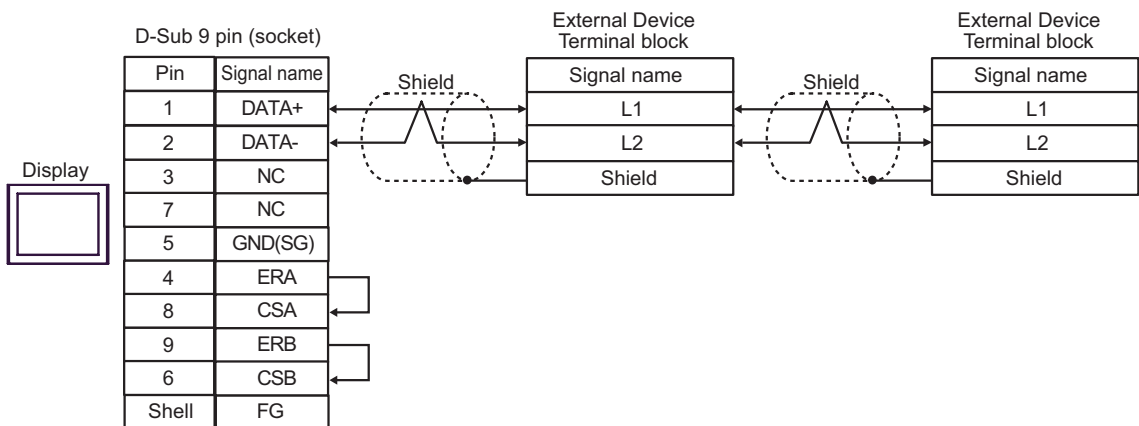 D-Sub 9 pin (socket)
External Device
Terminal block
External Device
Terminal block
Pin Signal name
Shield
Signal name
Shield
Signal name
1 DATA+
L1
L1
2 DATA-
L2
L2
Display
3 NC
Shield
Shield
7 NC
5 GND(SG)
4 ERA
8 CSA
9 ERB
6 CSB
Shell FG